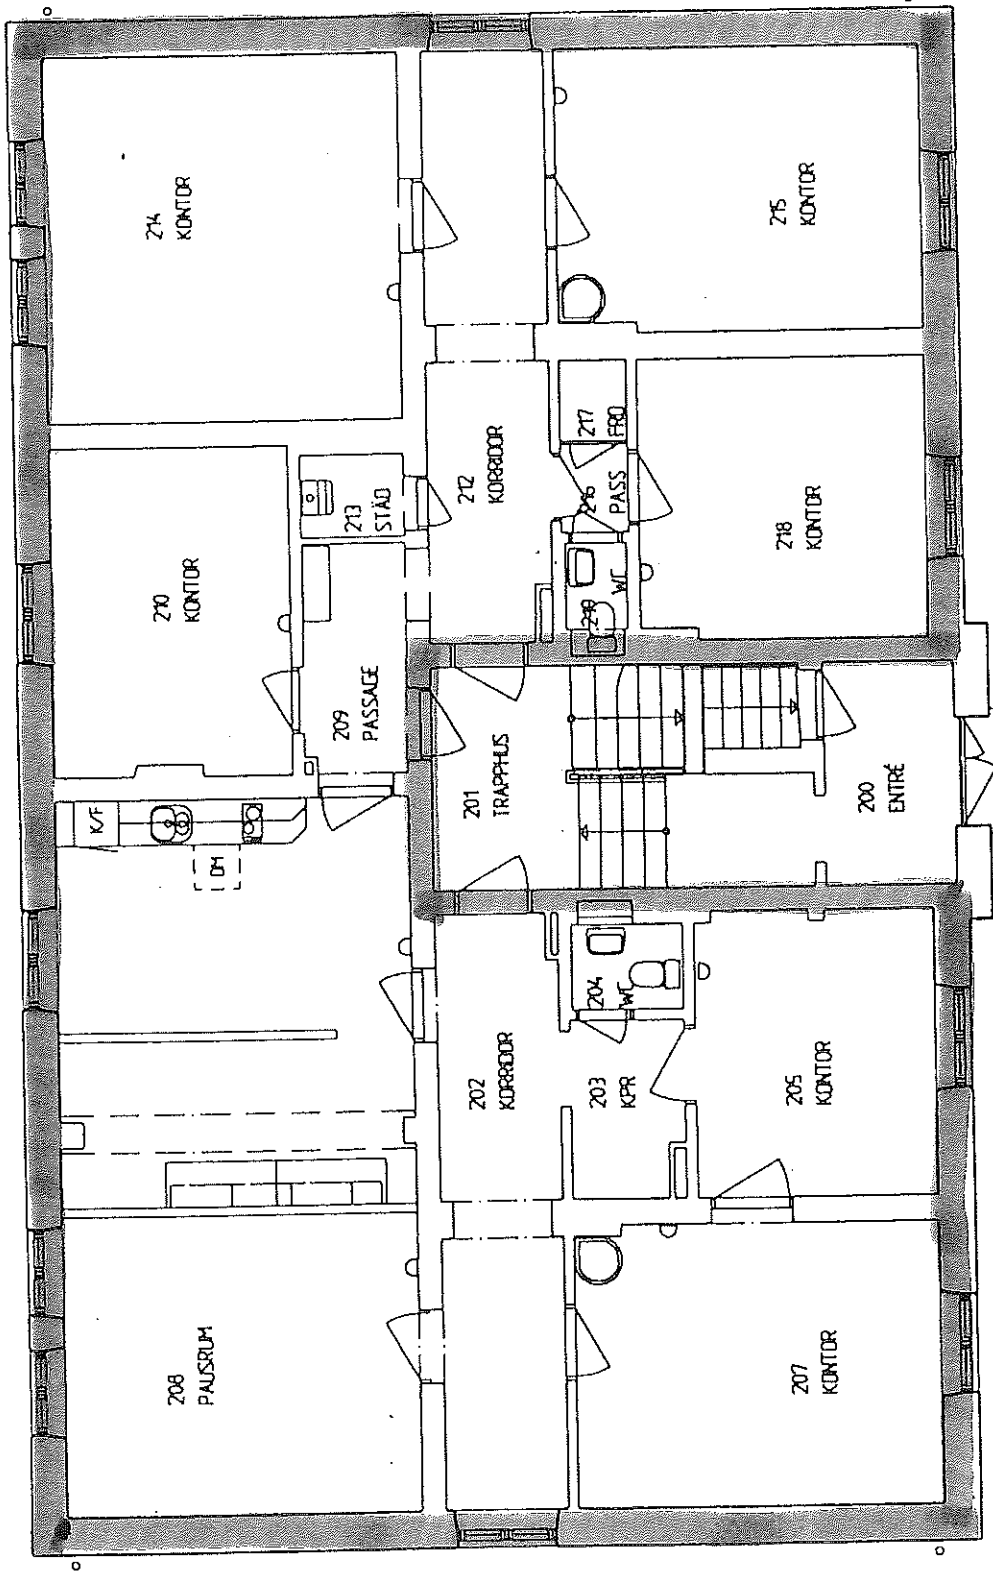 K/F
214
KONTOR
210
KONTOR
208
PAUSRUM
DM
209
PASSAGE
213
STÄD
202
KORRIDOR
201
TRAPPHUS
212
KORRIDOR
203
KPR
204
WC
219
WC
216
PASS
217
FRD
207
KONTOR
205
KONTOR
200
ENTRÉ
218
KONTOR
215
KONTOR